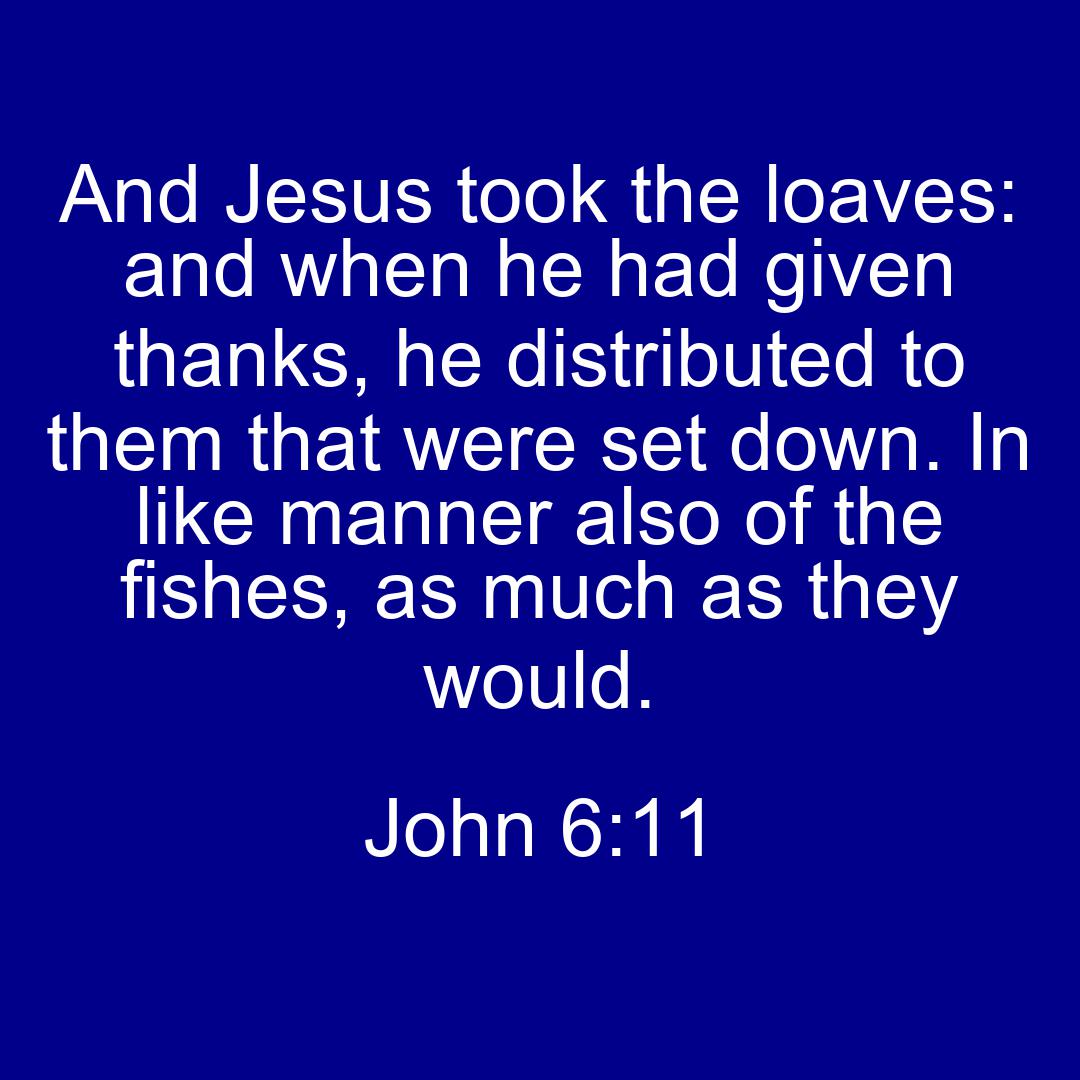 And Jesus took the loaves:
and when he had given
thanks, he distributed to
them that were set down. In
like manner also of the
fishes, as much as they
would.
John 6:11